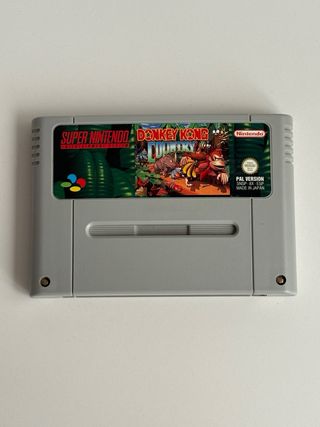 SUPER NINTENDO
ENTERTAINMENT SYSTEM
DONKEY KONG
COUNTRY
Nintendo
PAL VERSION
SNSP-8X-ESP
MADE IN JAPAN